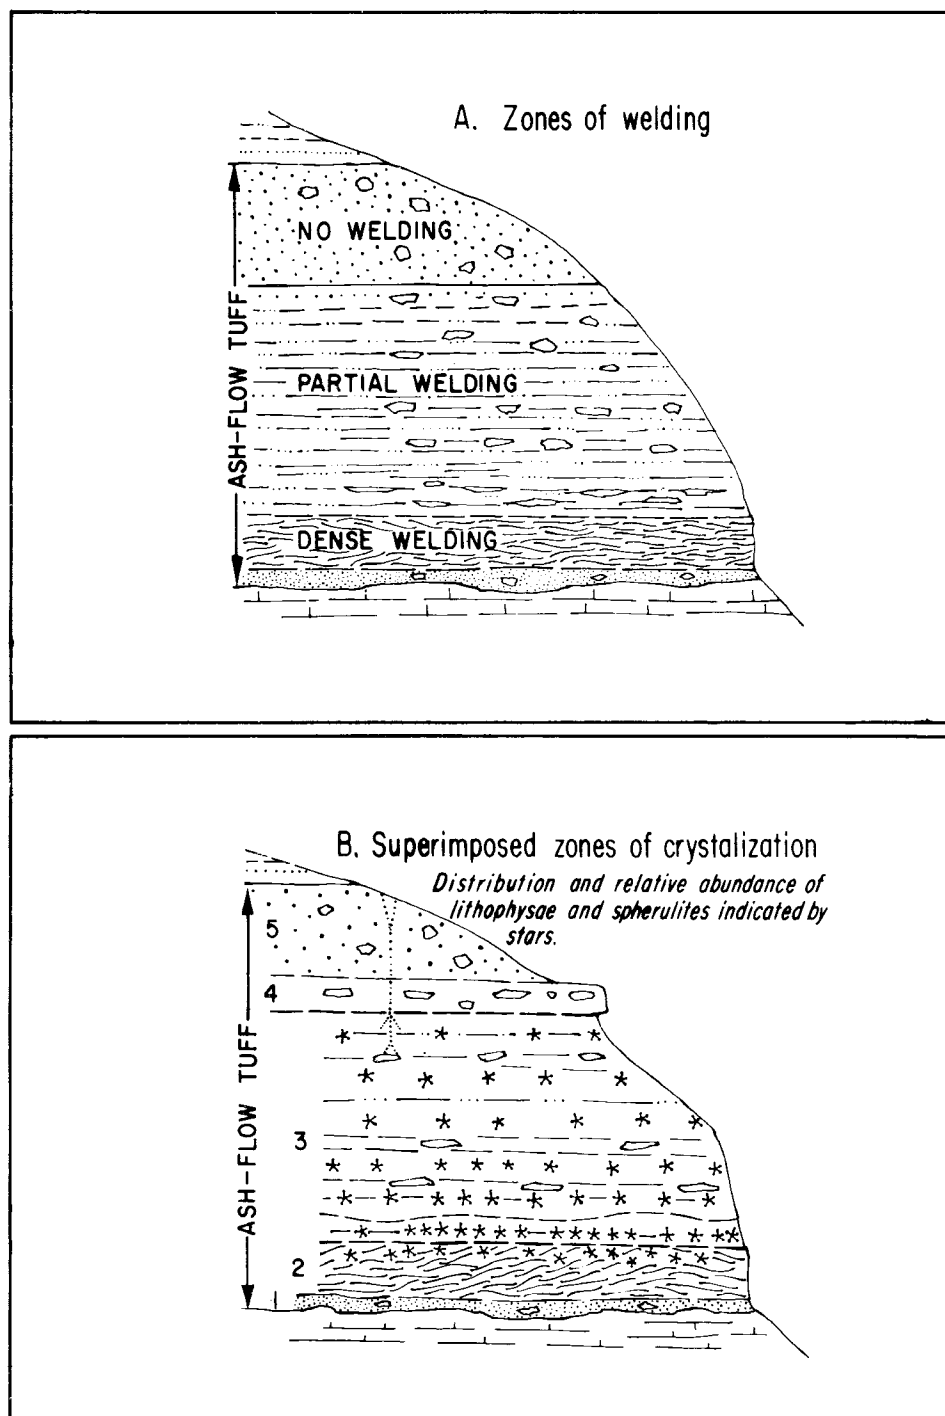 A. Zones of welding
NO WELDING
PARTIAL WELDING
DENSE WELDING
ASH-FLOW TUFF
B. Superimposed zones of crystalization
Distribution and relative abundance of
lithophysae and spherulites indicated by
stars.
5
4
3
2
ASH-FLOW TUFF